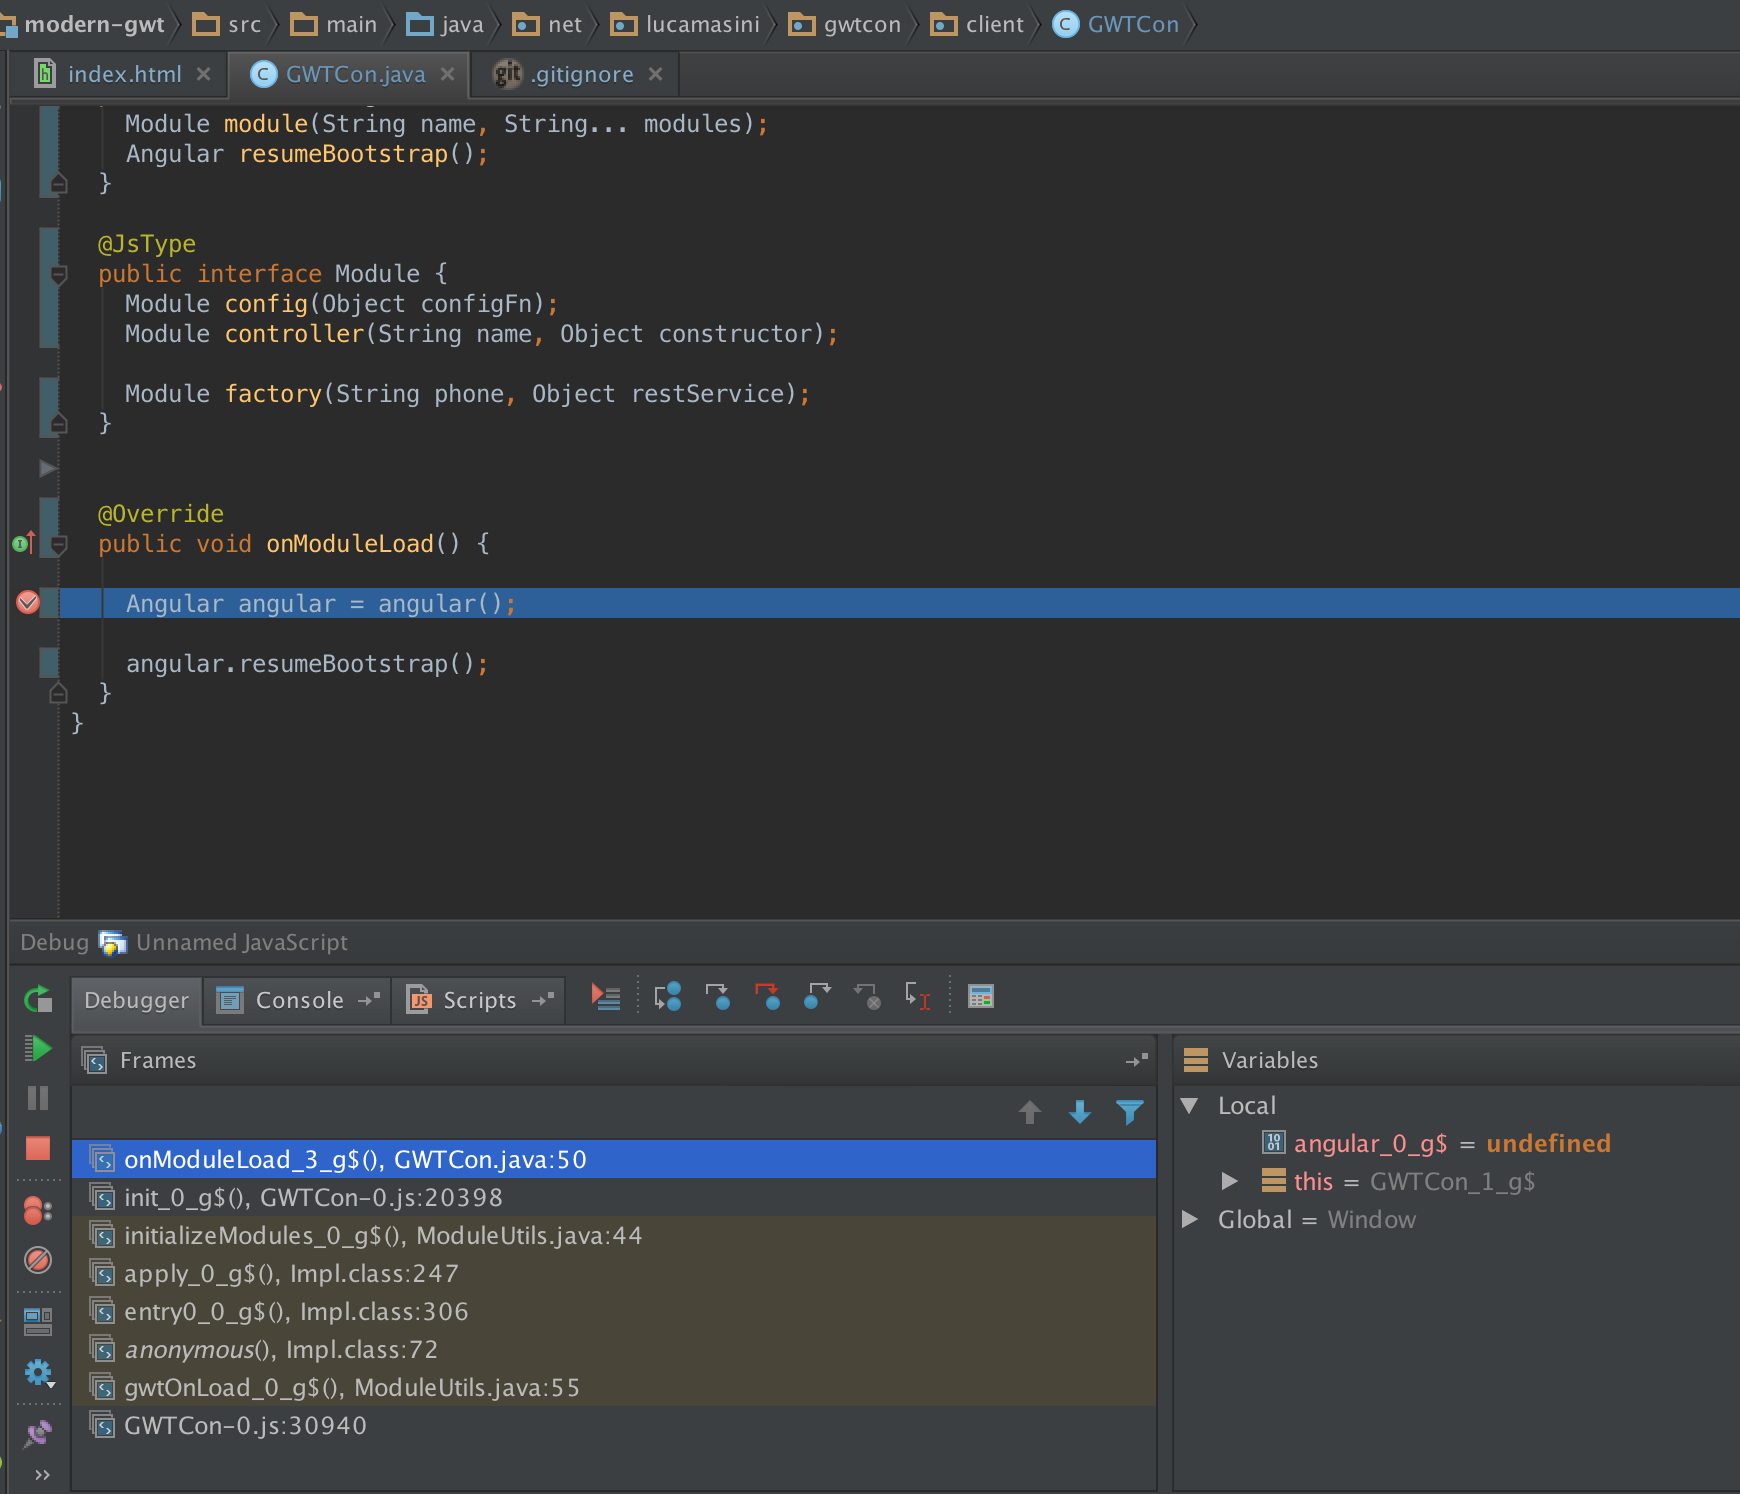 modern-gwt src main java net lucamasini gwtcon client GWTCon
index.html GWTCon.java .gitignore
Module module(String name, String... modules);
Angular resumeBootstrap();
}
@JsType
public interface Module {
Module config(Object configFn);
Module controller(String name, Object constructor);
Module factory(String phone, Object restService);
}
@Override
public void onModuleLoad() {
Angular angular = angular();
angular.resumeBootstrap();
}
}
Debug Unnamed JavaScript
Debugger Console Scripts
Frames
Variables
Local
angular_0_g$ = undefined
this = GWTCon_1_g$
Global = Window
onModuleLoad_3_g$(), GWTCon.java:50
init_0_g$(), GWTCon-0.js:20398
initializeModules_0_g$(), ModuleUtils.java:44
apply_0_g$(), Impl.class:247
entry0_0_g$(), Impl.class:306
anonymous(), Impl.class:72
gwtOnLoad_0_g$(), ModuleUtils.java:55
GWTCon-0.js:30940